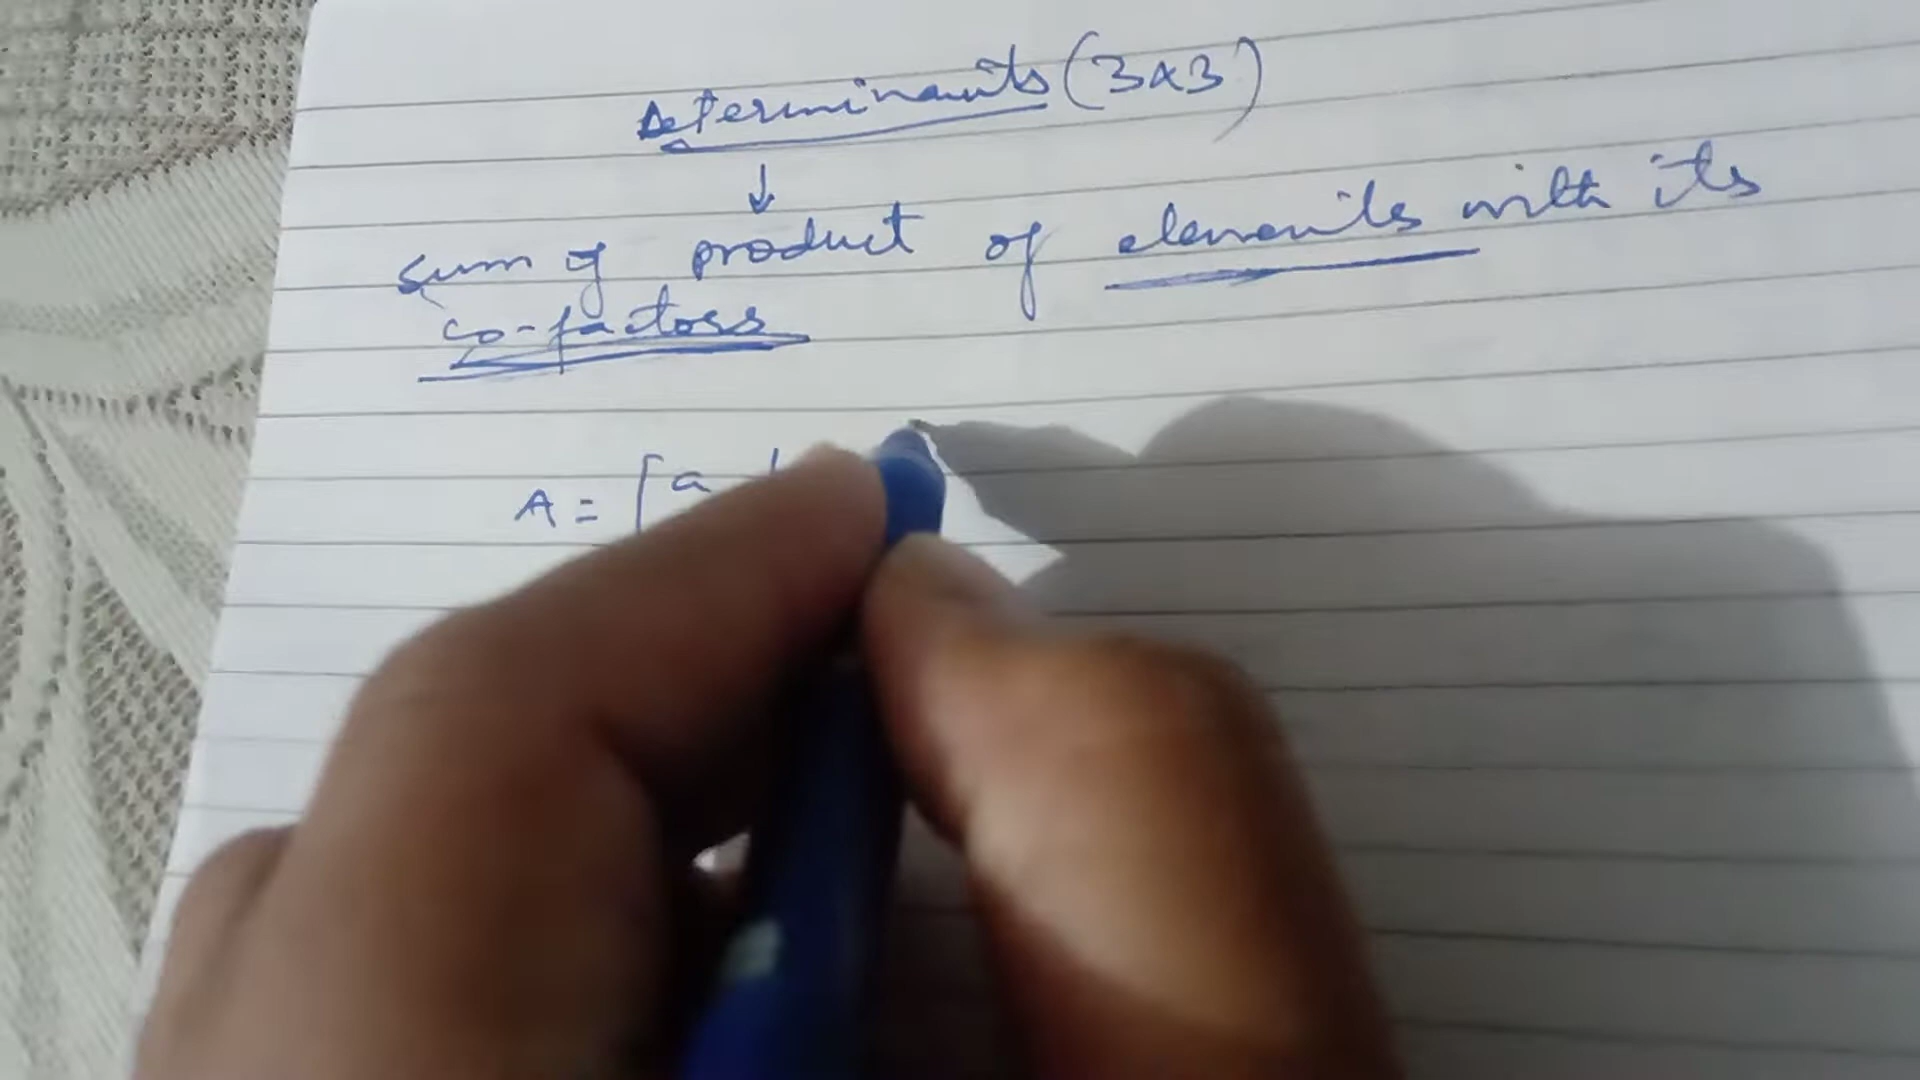 Determinants (3x3)
↓
sum of product of elements with its
co-factors
A = [ a b